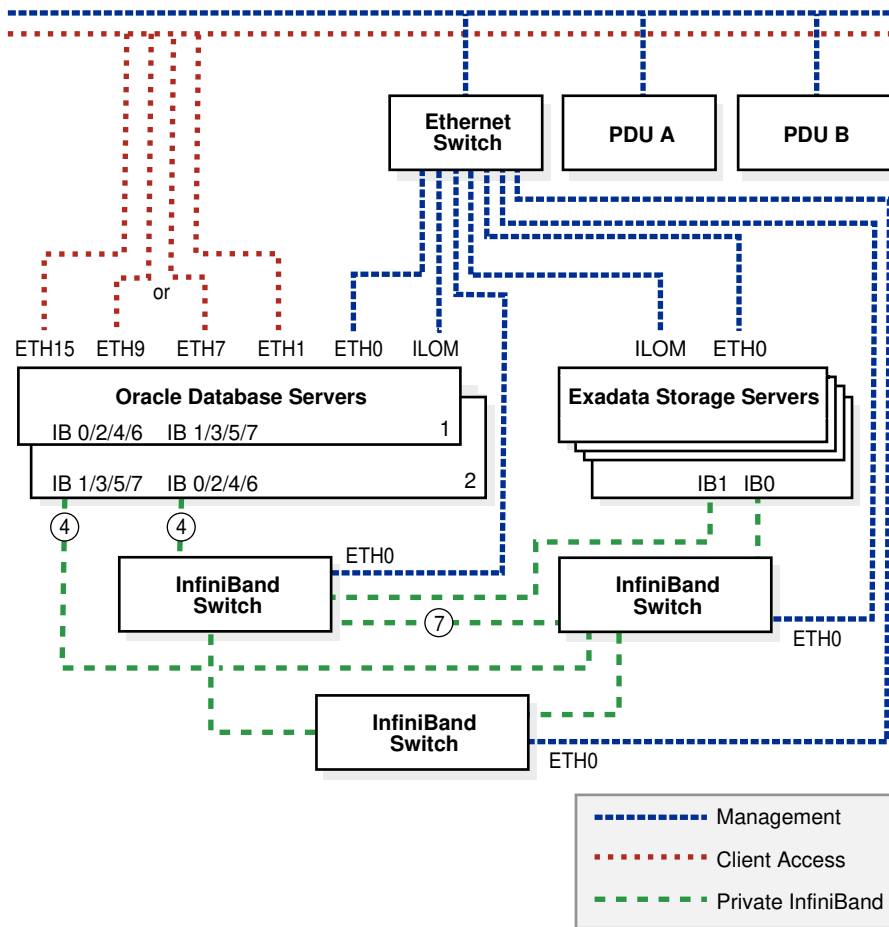 Ethernet
Switch
PDU A
PDU B
or
ETH15
ETH9
ETH7
ETH1
ETH0
ILOM
ILOM
ETH0
Oracle Database Servers
IB 0/2/4/6
IB 1/3/5/7
1
IB 1/3/5/7
IB 0/2/4/6
2
Exadata Storage Servers
IB1
IB0
4
4
ETH0
InfiniBand
Switch
InfiniBand
Switch
7
ETH0
InfiniBand
Switch
ETH0
Management
Client Access
Private InfiniBand